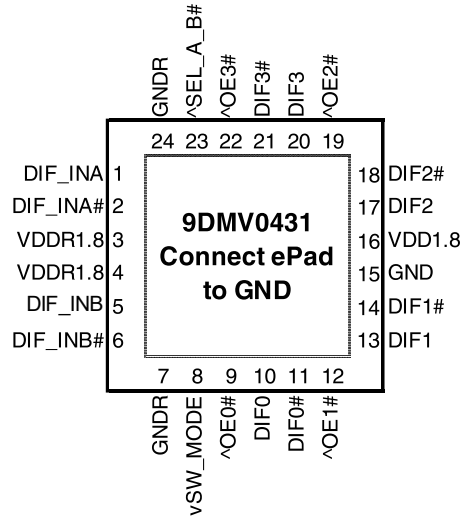 GNDR
^SEL_A_B#
^OE3#
DIF3#
DIF3
^OE2#
24 23 22 21 20 19
DIF_INA 1
DIF_INA# 2
VDDR1.8 3
VDDR1.8 4
DIF_INB 5
DIF_INB# 6
9DMV0431
Connect ePad
to GND
18 DIF2#
17 DIF2
16 VDD1.8
15 GND
14 DIF1#
13 DIF1
7 8 9 10 11 12
GNDR
vSW_MODE
^OE0#
DIF0
DIF0#
^OE1#